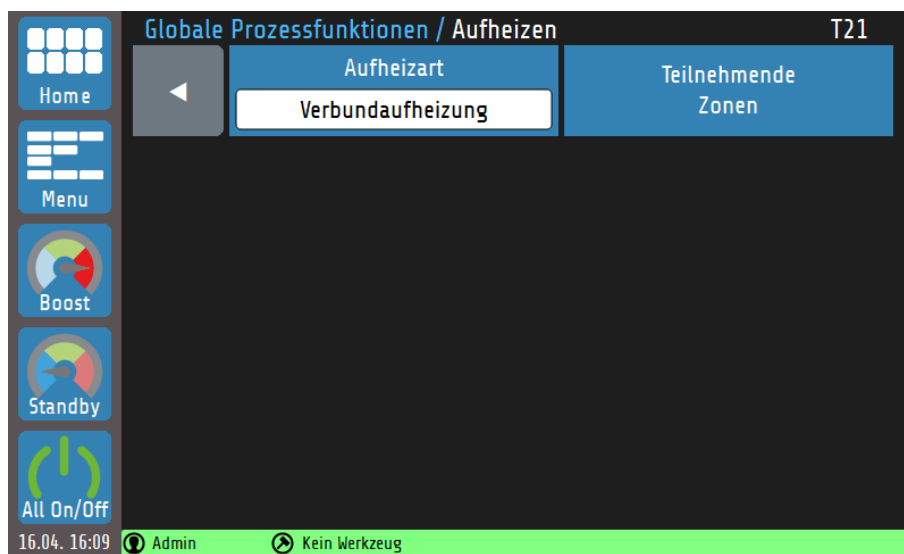 Globale Prozessfunktionen / Aufheizen
T21
Home
Aufheizart
Verbundaufheizung
Teilnehmende
Zonen
Menu
Boost
Standby
All On/Off
16.04. 16:09
Admin
Kein Werkzeug